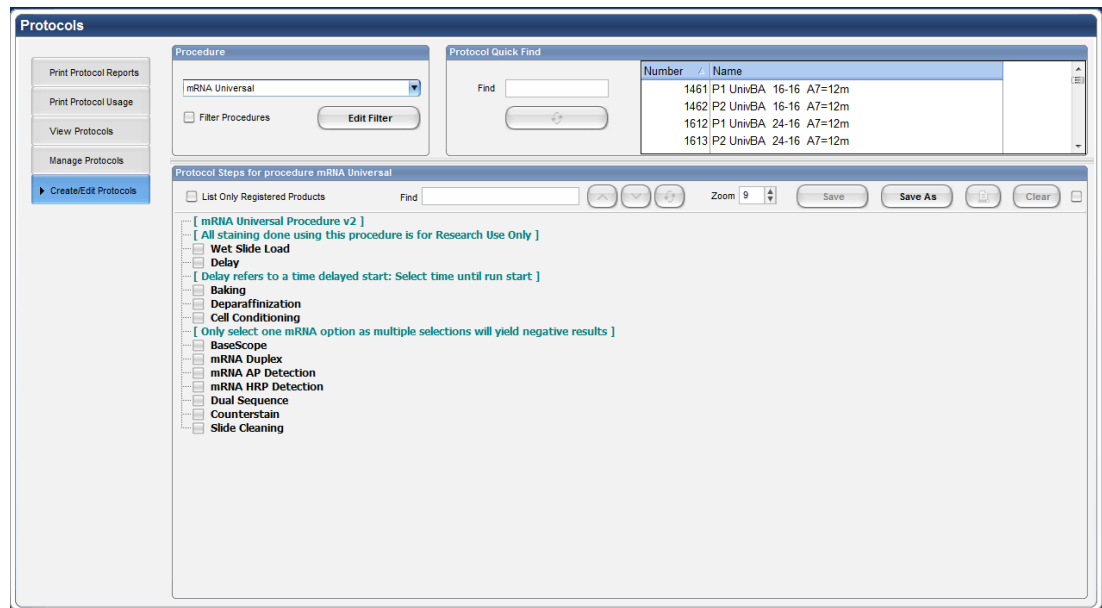 Protocols
Print Protocol Reports
Print Protocol Usage
View Protocols
Manage Protocols
Create/Edit Protocols
Procedure
mRNA Universal
Filter Procedures
Edit Filter
Protocol Quick Find
Find
Number Name
1461 P1 UnivBA 16-16 A7=12m
1462 P2 UnivBA 16-16 A7=12m
1612 P1 UnivBA 24-16 A7=12m
1613 P2 UnivBA 24-16 A7=12m
Protocol Steps for procedure mRNA Universal
List Only Registered Products Find Zoom 9 Save Save As Clear
[ mRNA Universal Procedure v2 ]
[ All staining done using this procedure is for Research Use Only ]
Wet Slide Load
Delay
[ Delay refers to a time delayed start: Select time until run start ]
Baking
Deparaffinization
Cell Conditioning
[ Only select one mRNA option as multiple selections will yield negative results ]
BaseScope
mRNA Duplex
mRNA AP Detection
mRNA HRP Detection
Dual Sequence
Counterstain
Slide Cleaning